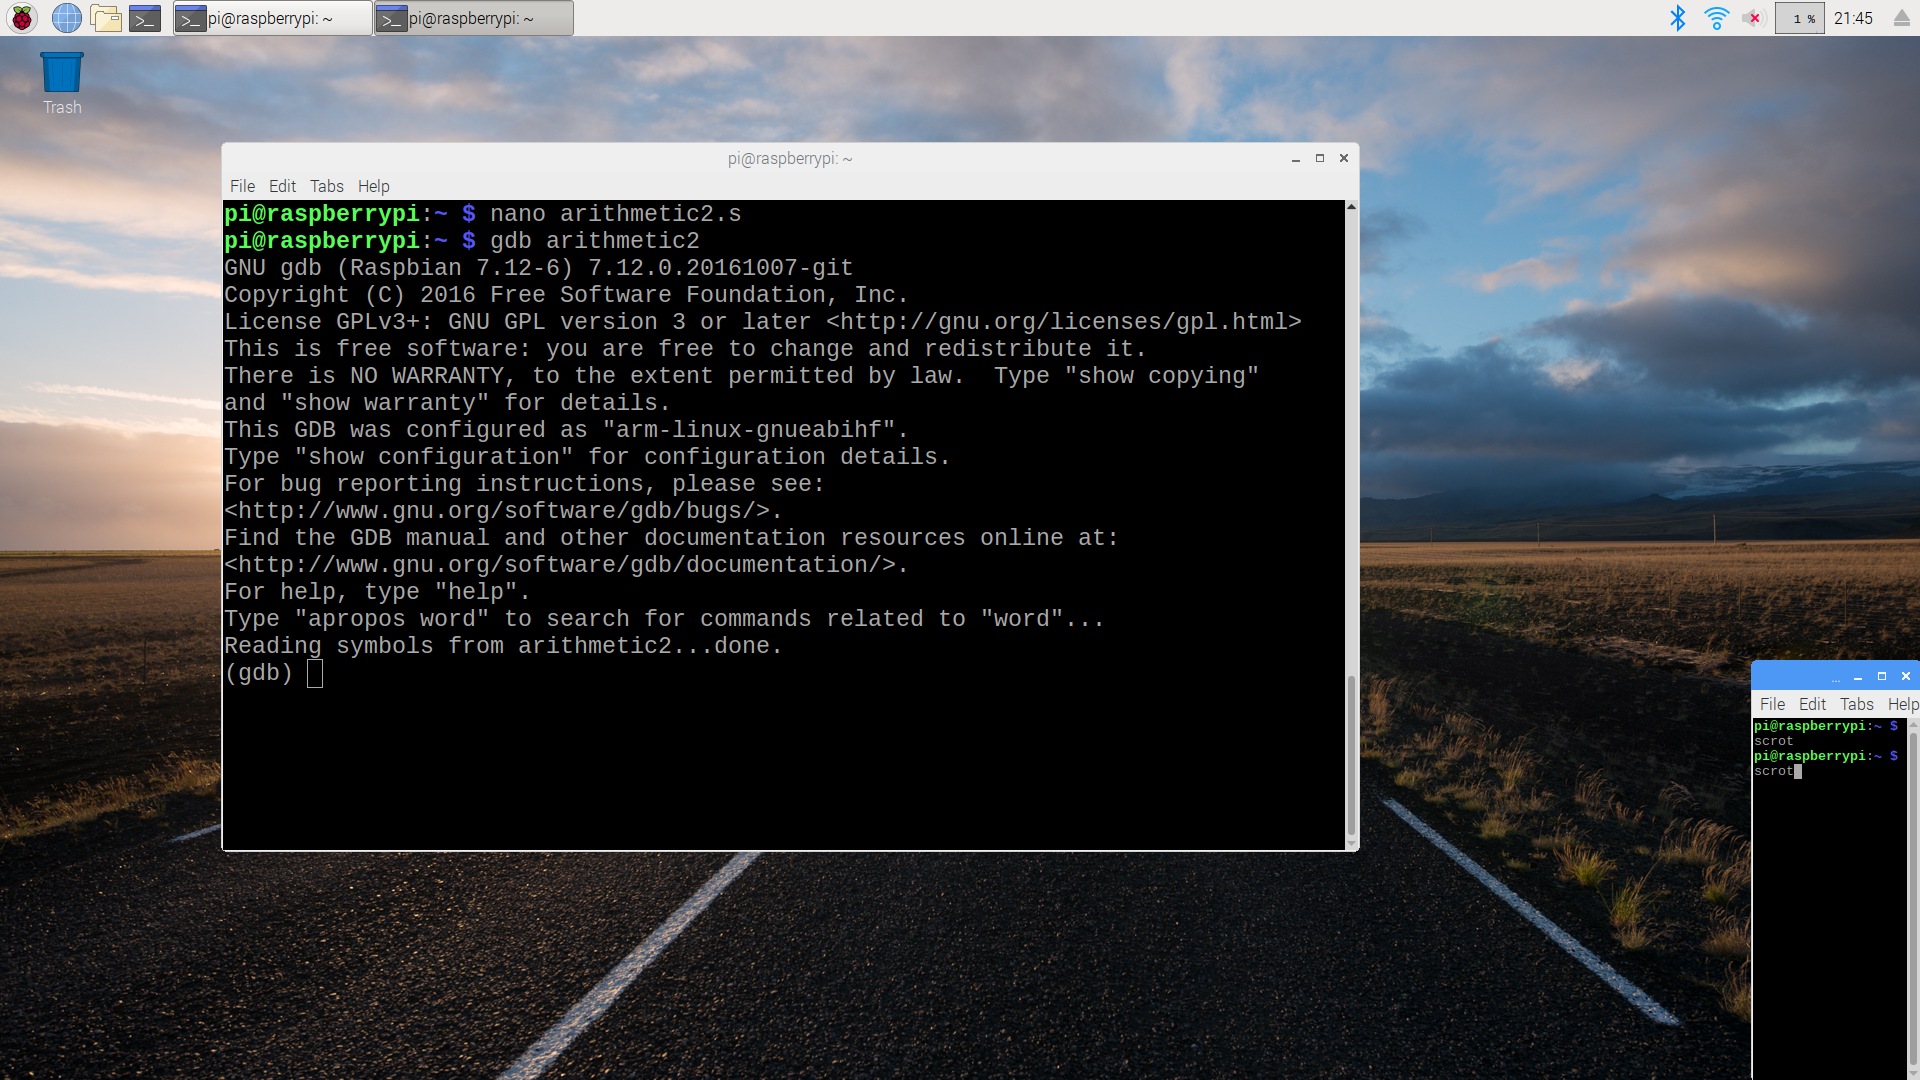 pi@raspberrypi: ~
pi@raspberrypi: ~
1 %
21:45
Trash
pi@raspberrypi: ~
File Edit Tabs Help
pi@raspberrypi:~ $ nano arithmetic2.s
pi@raspberrypi:~ $ gdb arithmetic2
GNU gdb (Raspbian 7.12-6) 7.12.0.20161007-git
Copyright (C) 2016 Free Software Foundation, Inc.
License GPLv3+: GNU GPL version 3 or later <http://gnu.org/licenses/gpl.html>
This is free software: you are free to change and redistribute it.
There is NO WARRANTY, to the extent permitted by law.  Type "show copying"
and "show warranty" for details.
This GDB was configured as "arm-linux-gnueabihf".
Type "show configuration" for configuration details.
For bug reporting instructions, please see:
<http://www.gnu.org/software/gdb/bugs/>.
Find the GDB manual and other documentation resources online at:
<http://www.gnu.org/software/gdb/documentation/>.
For help, type "help".
Type "apropos word" to search for commands related to "word"...
Reading symbols from arithmetic2...done.
(gdb)
...
File Edit Tabs Help
pi@raspberrypi:~ $
scrot
pi@raspberrypi:~ $
scrot